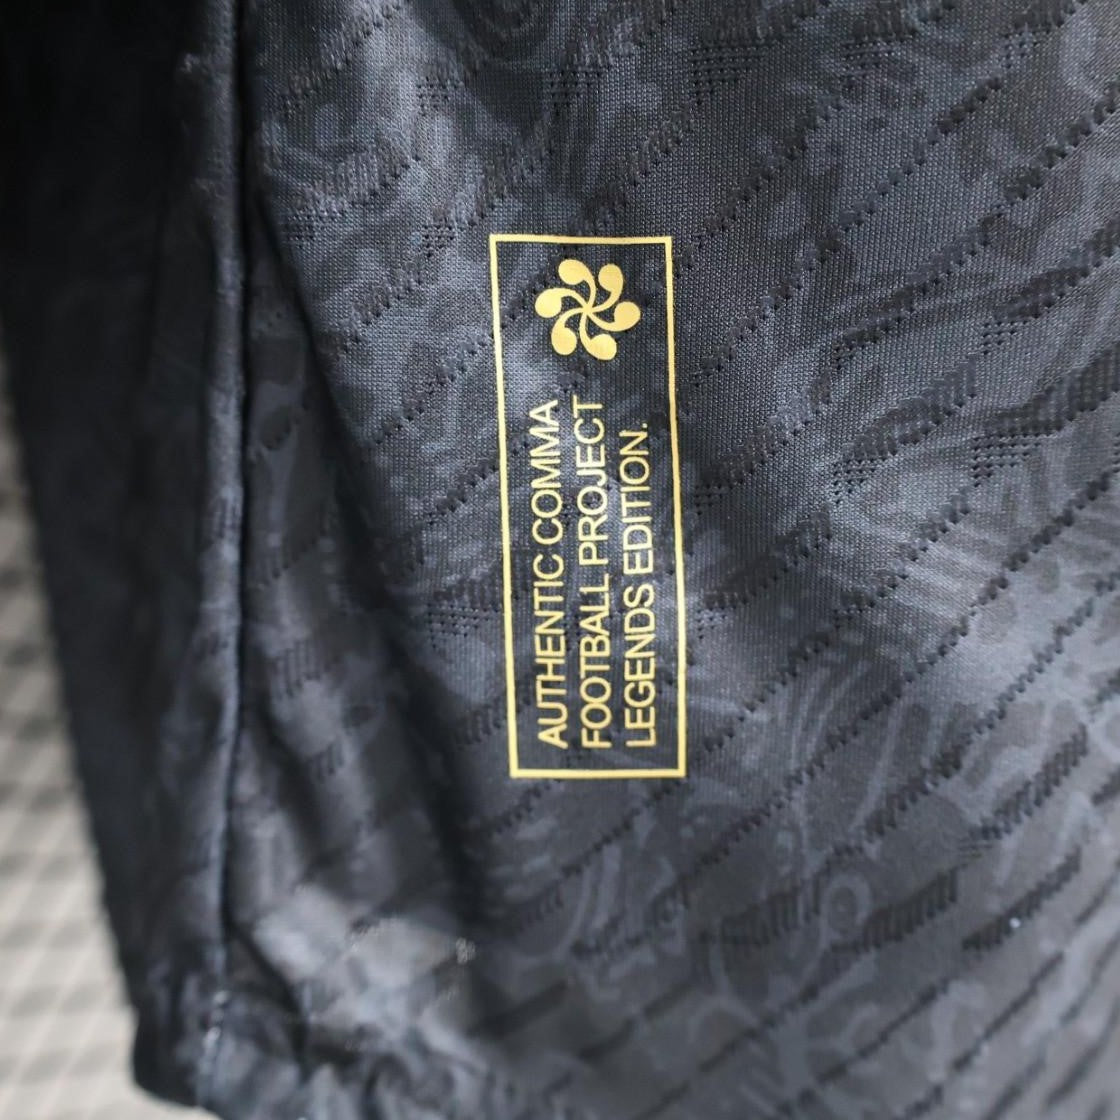 AUTHENTIC COMMA
FOOTBALL PROJECT
LEGENDS EDITION.